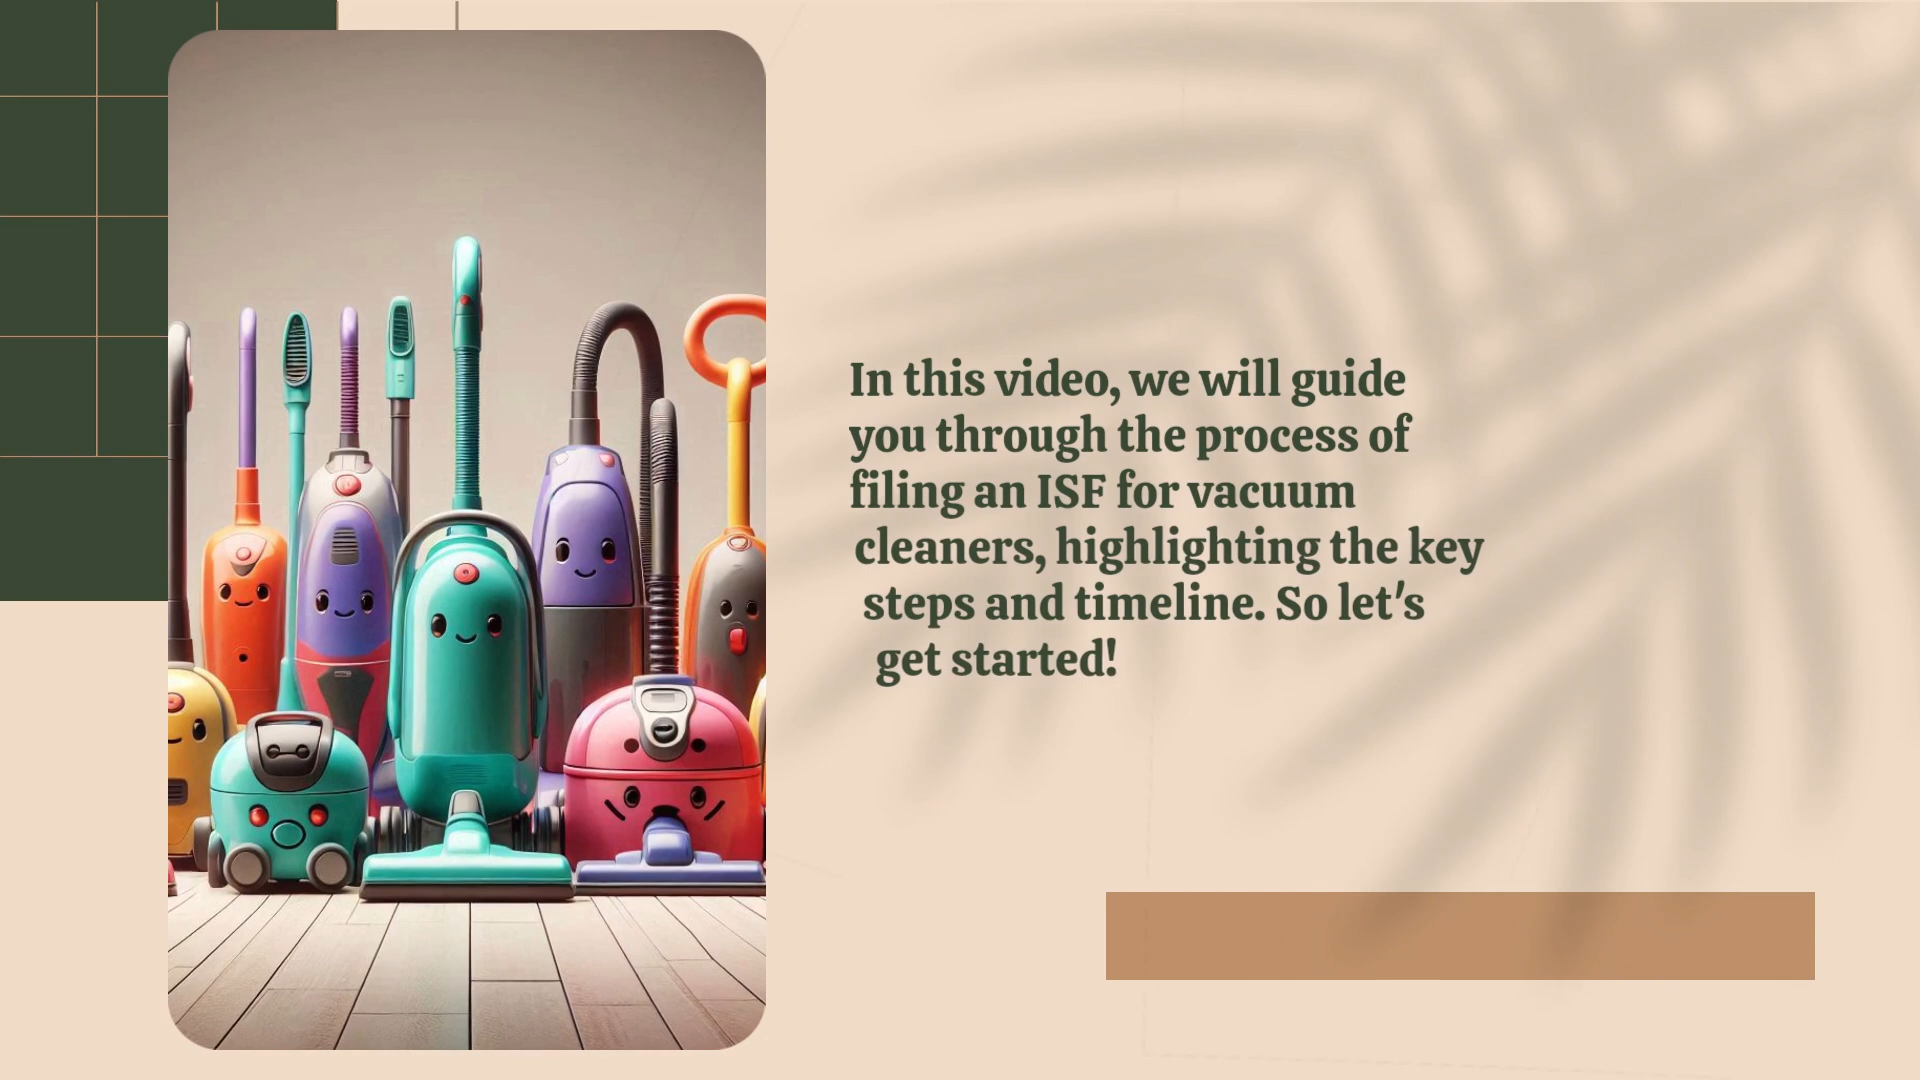 In this video, we will guide
you through the process of
filing an ISF for vacuum
cleaners, highlighting the key
steps and timeline. So let's
get started!